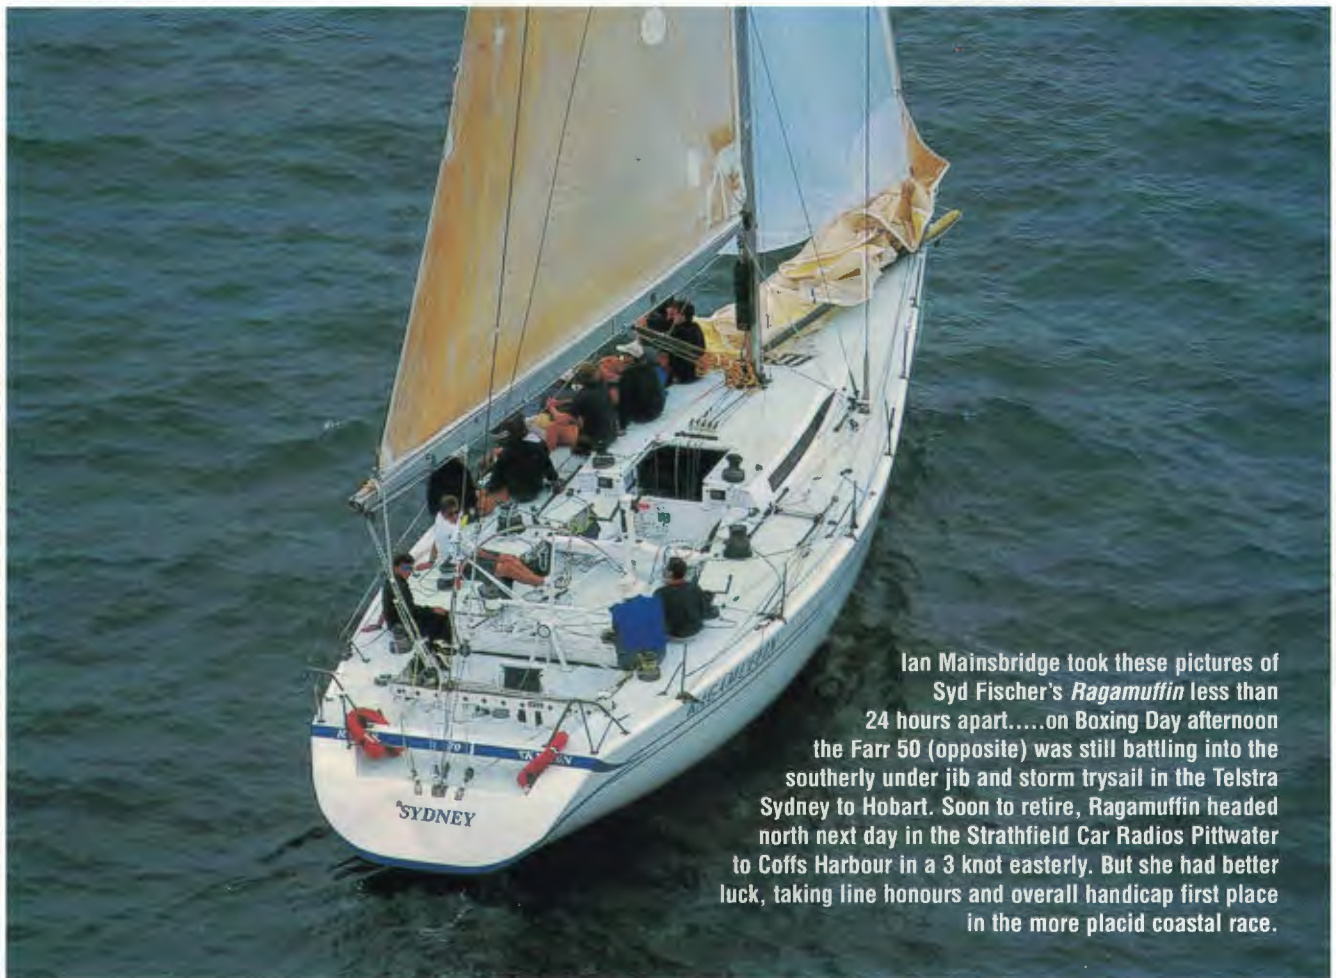 Ian Mainsbridge took these pictures of
Syd Fischer's Ragamuffin less than
24 hours apart.....on Boxing Day afternoon
the Farr 50 (opposite) was still battling into the
southerly under jib and storm trysail in the Telstra
Sydney to Hobart. Soon to retire, Ragamuffin headed
north next day in the Strathfield Car Radios Pittwater
to Coffs Harbour in a 3 knot easterly. But she had better
luck, taking line honours and overall handicap first place
in the more placid coastal race.
RAGAMUFFIN
SYDNEY